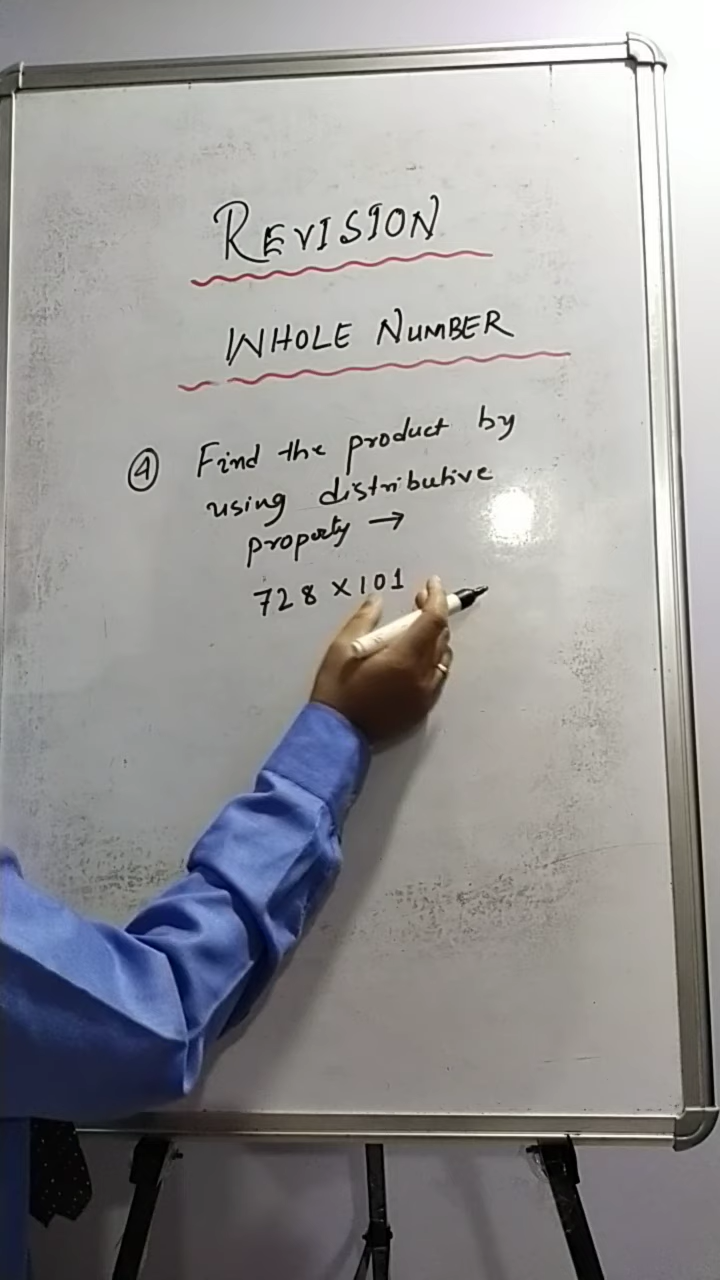 REVISION
WHOLE NUMBER
④ Find the product by
using distributive
property →
728 × 101